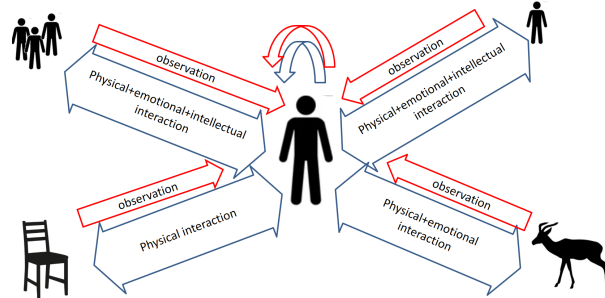 observation
Physical+emotional+intellectual
interaction
observation
Physical+emotional+intellectual
interaction
observation
Physical interaction
observation
Physical+emotional
interaction